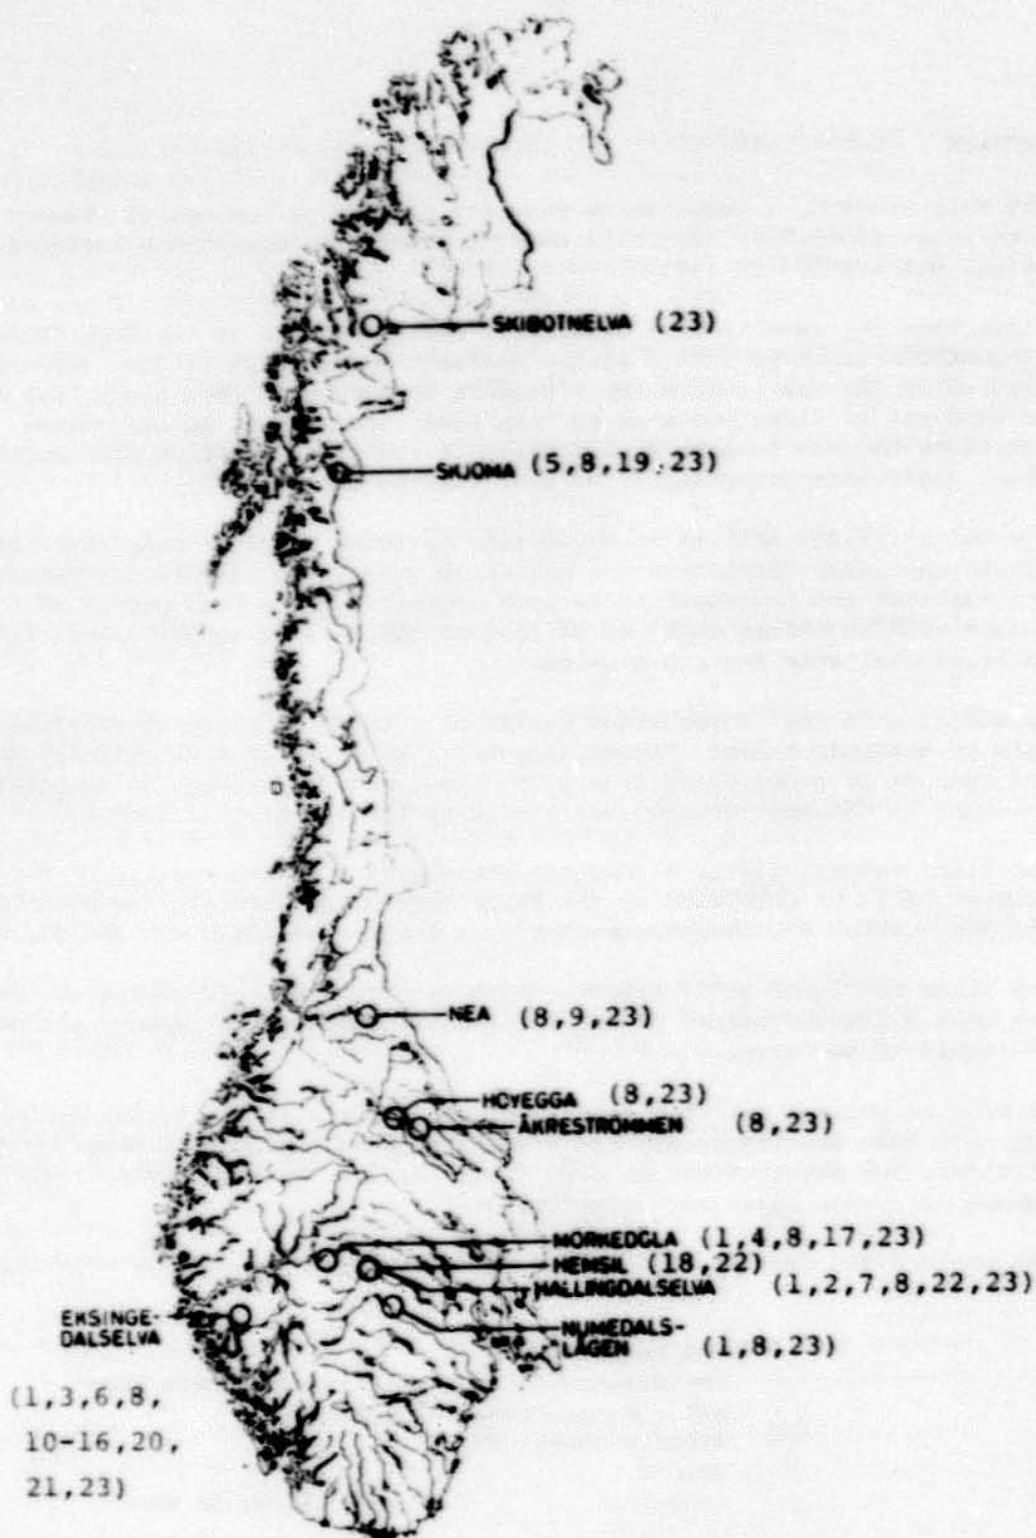 SKIBOTNELVA (23)
SKJOMA (5,8,19,23)
NEA (8,9,23)
HOYEGGA (8,23)
ÅKRESTRÖMMEN (8,23)
MÖRKEDÖLA (1,4,8,17,23)
HEMSIL (18,22)
HALLINGDALSELVA (1,2,7,8,22,23)
NUMEDALS-
LÅGEN (1,8,23)
EKSINGE-
DALSELVA
(1,3,6,8,
10-16,20,
21,23)